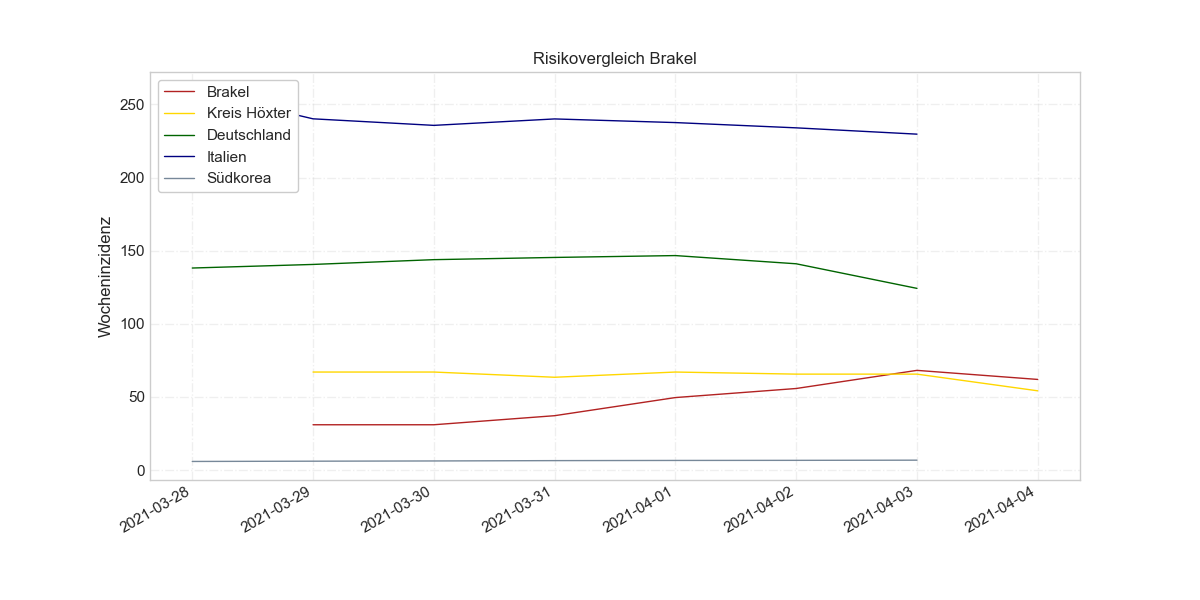 Risikovergleich Brakel
Brakel
Kreis Höxter
Deutschland
Italien
Südkorea
Wocheninzidenz
250
200
150
100
50
0
2021-03-28
2021-03-29
2021-03-30
2021-03-31
2021-04-01
2021-04-02
2021-04-03
2021-04-04